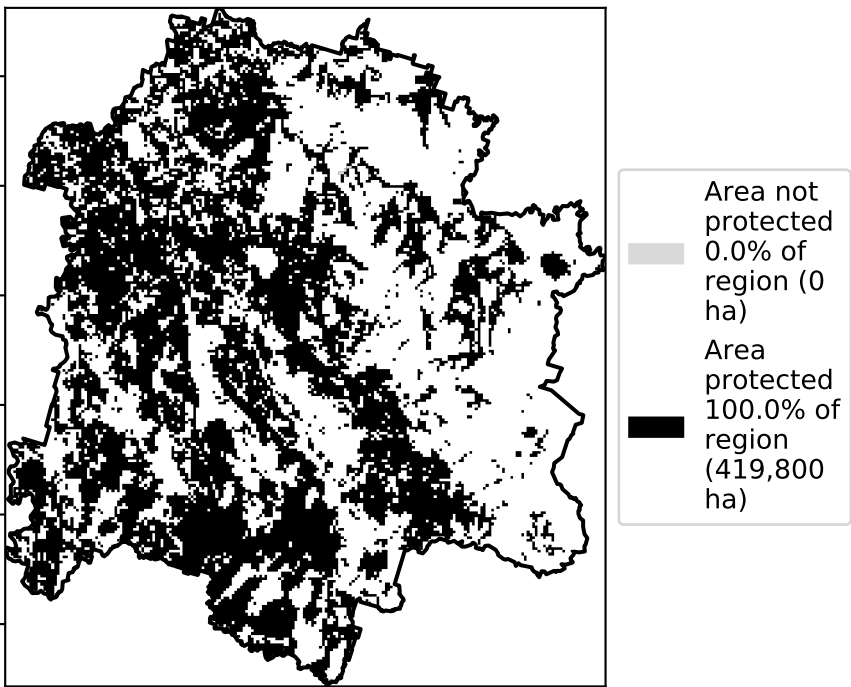 Area not
protected
0.0% of
region (0
ha)
Area
protected
100.0% of
region
(419,800
ha)